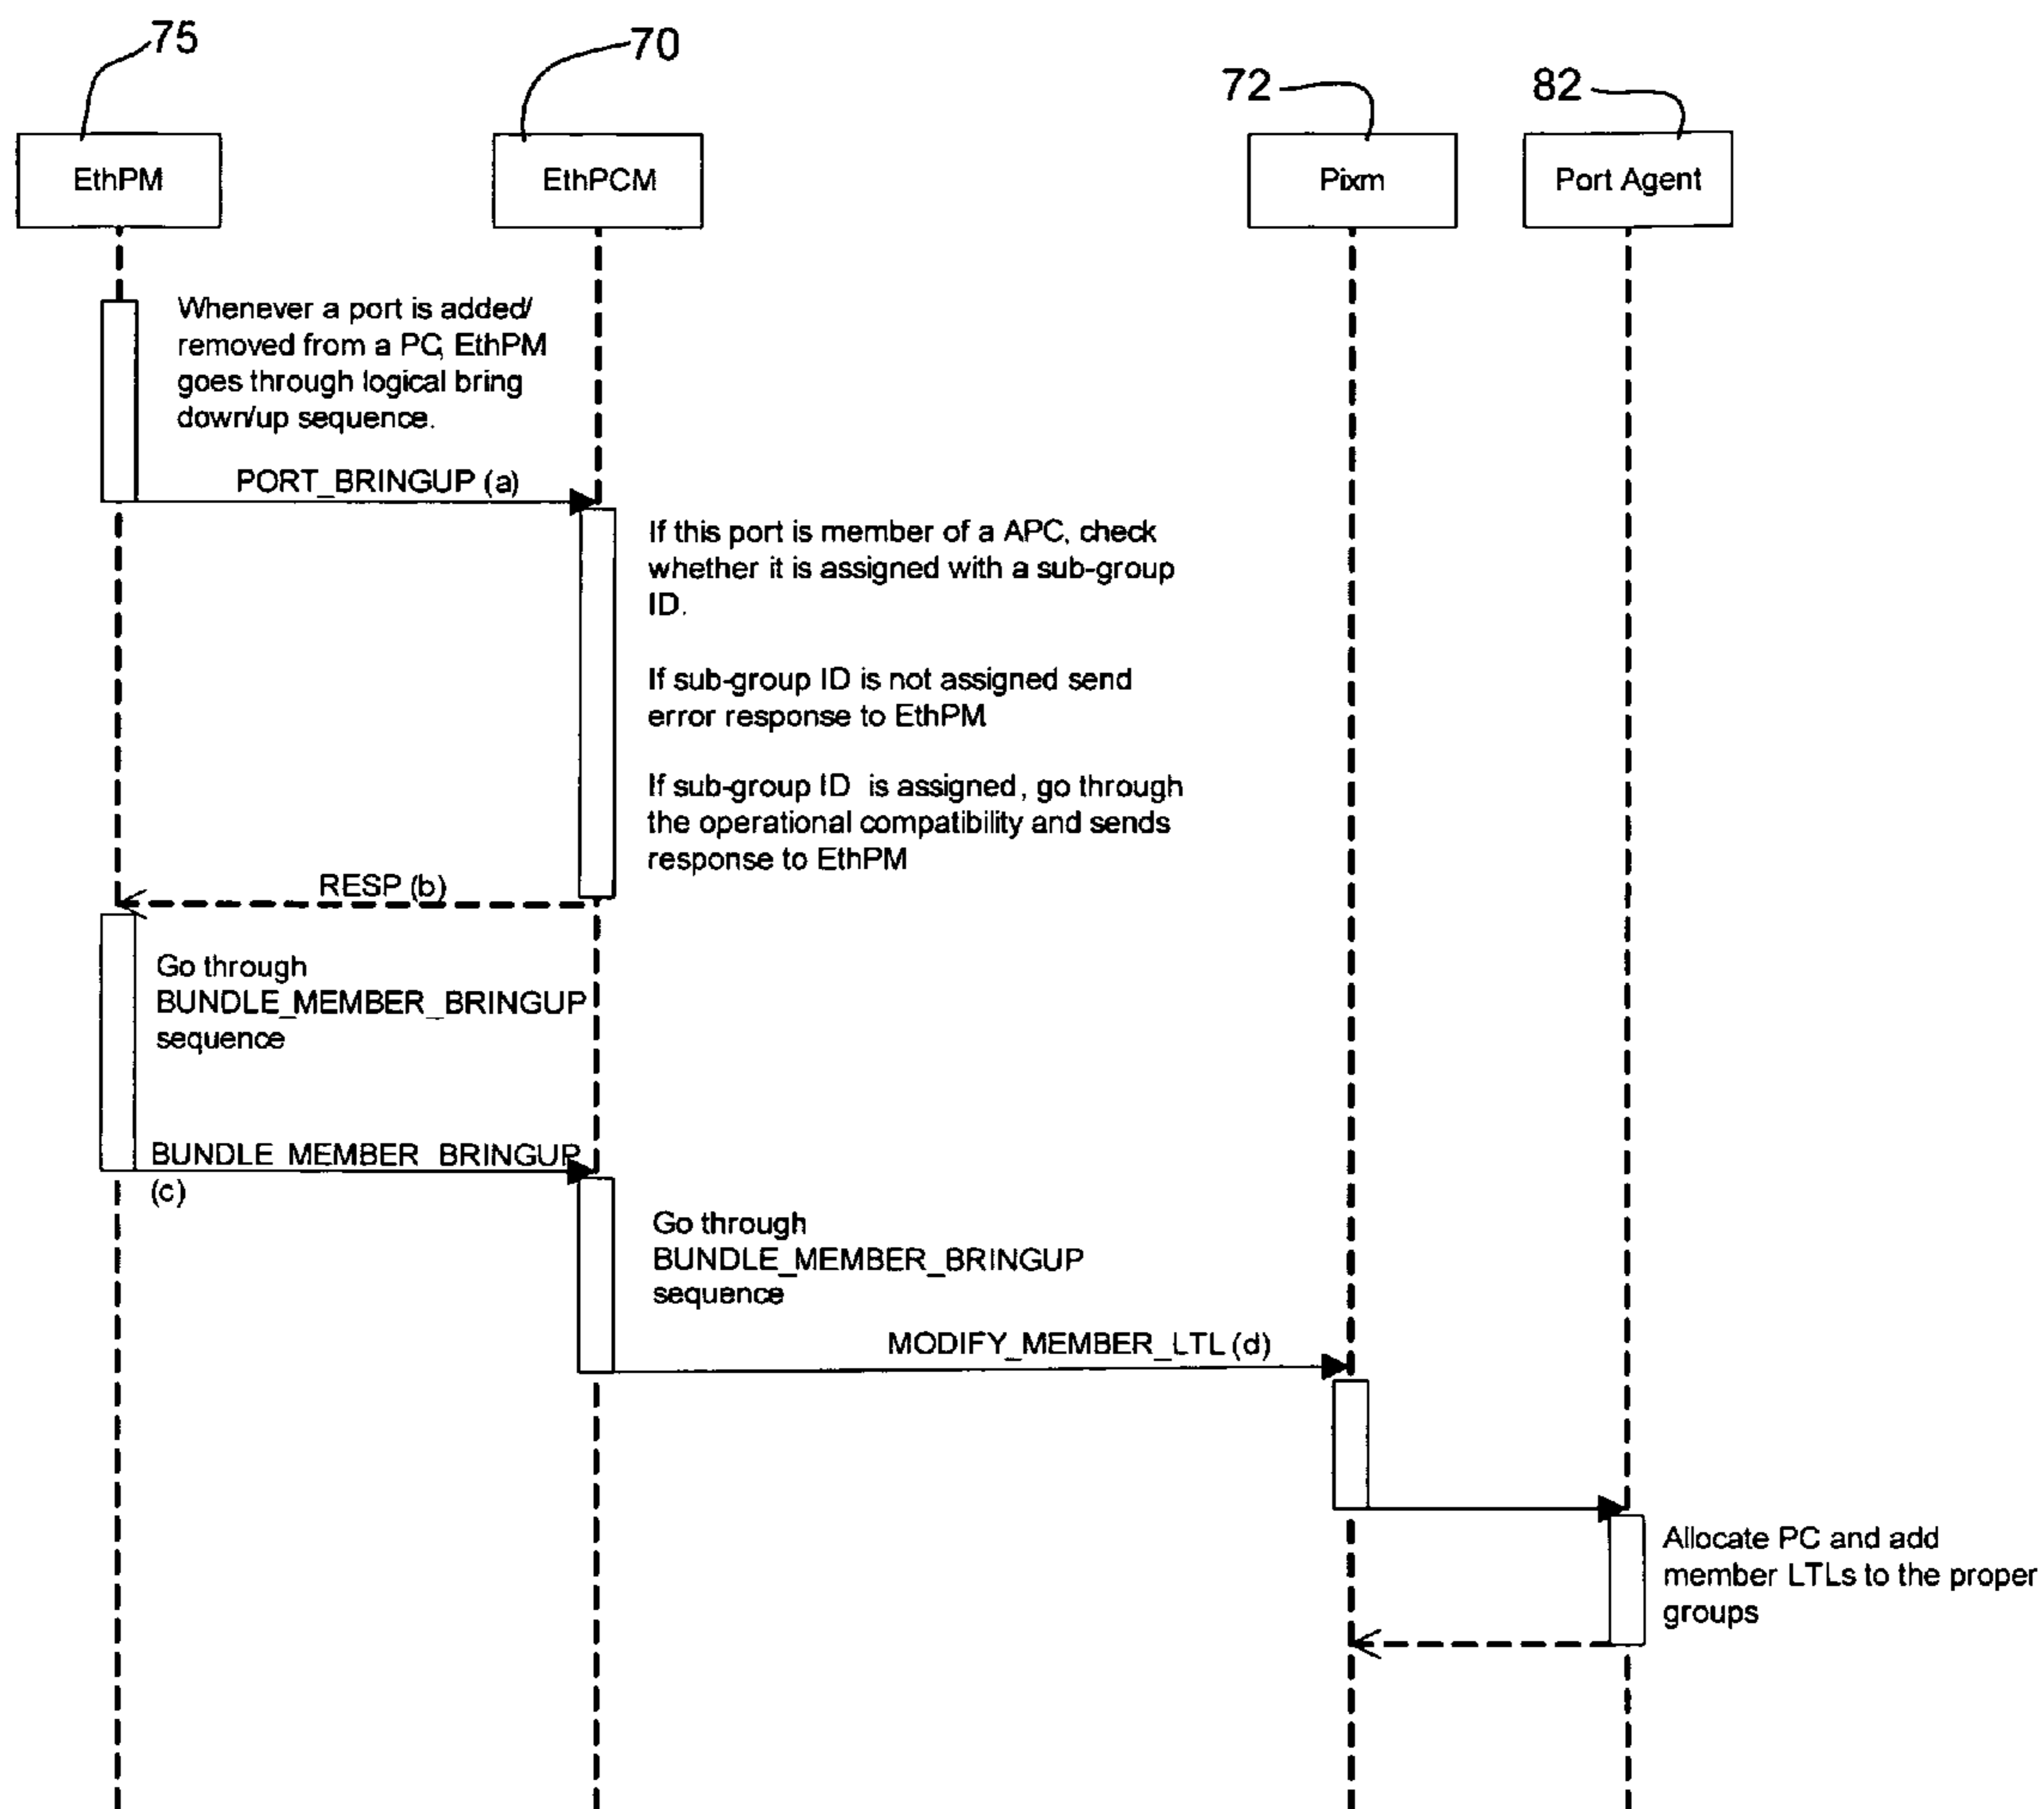 75
70
72
82
EthPM
EthPCM
Pixm
Port Agent
Whenever a port is added/
removed from a PC, EthPM
goes through logical bring
down/up sequence.
PORT_BRINGUP (a)
If this port is member of a APC, check
whether it is assigned with a sub-group
ID.
If sub-group ID is not assigned send
error response to EthPM
If sub-group ID is assigned, go through
the operational compatibility and sends
response to EthPM
RESP (b)
Go through
BUNDLE_MEMBER_BRINGUP
sequence
BUNDLE MEMBER BRINGUP
(c)
Go through
BUNDLE_MEMBER_BRINGUP
sequence
MODIFY_MEMBER_LTL (d)
Allocate PC and add
member LTLs to the proper
groups